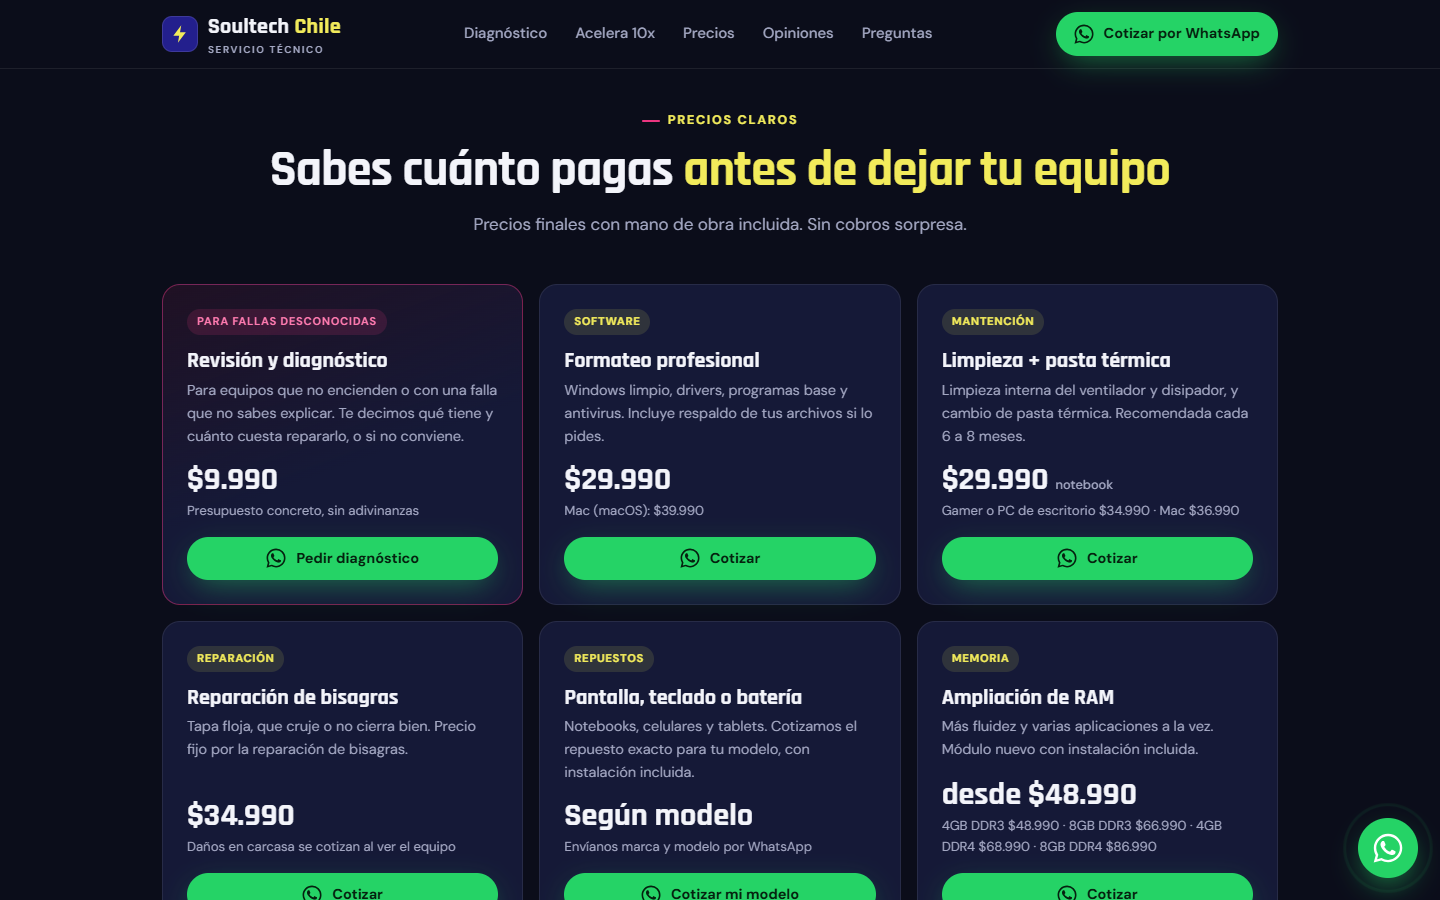 Soultech Chile
SERVICIO TÉCNICO
Diagnóstico
Acelera 10x
Precios
Opiniones
Preguntas
Cotizar por WhatsApp
PRECIOS CLAROS
Sabes cuánto pagas antes de dejar tu equipo
Precios finales con mano de obra incluida. Sin cobros sorpresa.
PARA FALLAS DESCONOCIDAS
Revisión y diagnóstico
Para equipos que no encienden o con una falla
que no sabes explicar. Te decimos qué tiene y
cuánto cuesta repararlo, o si no conviene.
$9.990
Presupuesto concreto, sin adivinanzas
Pedir diagnóstico
SOFTWARE
Formateo profesional
Windows limpio, drivers, programas base y
antivirus. Incluye respaldo de tus archivos si lo
pides.
$29.990
Mac (macOS): $39.990
Cotizar
MANTENCIÓN
Limpieza + pasta térmica
Limpieza interna del ventilador y disipador, y
cambio de pasta térmica. Recomendada cada
6 a 8 meses.
$29.990 notebook
Gamer o PC de escritorio $34.990 · Mac $36.990
Cotizar
REPARACIÓN
Reparación de bisagras
Tapa floja, que cruje o no cierra bien. Precio
fijo por la reparación de bisagras.
$34.990
Daños en carcasa se cotizan al ver el equipo
Cotizar
REPUESTOS
Pantalla, teclado o batería
Notebooks, celulares y tablets. Cotizamos el
repuesto exacto para tu modelo, con
instalación incluida.
Según modelo
Envíanos marca y modelo por WhatsApp
Cotizar mi modelo
MEMORIA
Ampliación de RAM
Más fluidez y varias aplicaciones a la vez.
Módulo nuevo con instalación incluida.
desde $48.990
4GB DDR3 $48.990 · 8GB DDR3 $66.990 · 4GB
DDR4 $68.990 · 8GB DDR4 $86.990
Cotizar